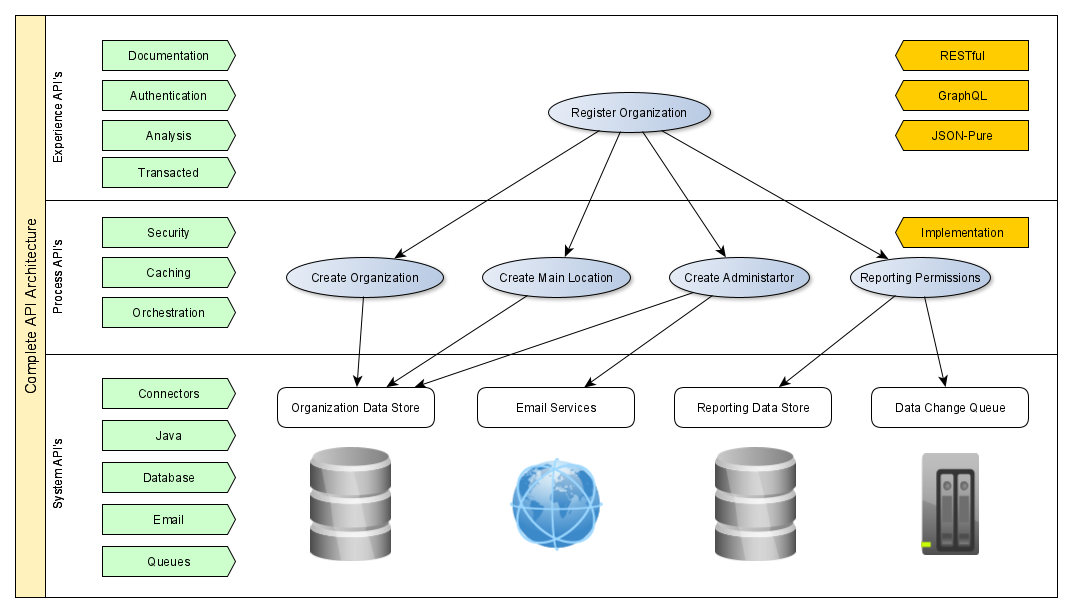 Complete API Architecture
Experience API's
Documentation
Authentication
Analysis
Transacted
Register Organization
RESTful
GraphQL
JSON-Pure
Process API's
Security
Caching
Orchestration
Implementation
Create Organization
Create Main Location
Create Administartor
Reporting Permissions
System API's
Connectors
Java
Database
Email
Queues
Organization Data Store
Email Services
Reporting Data Store
Data Change Queue